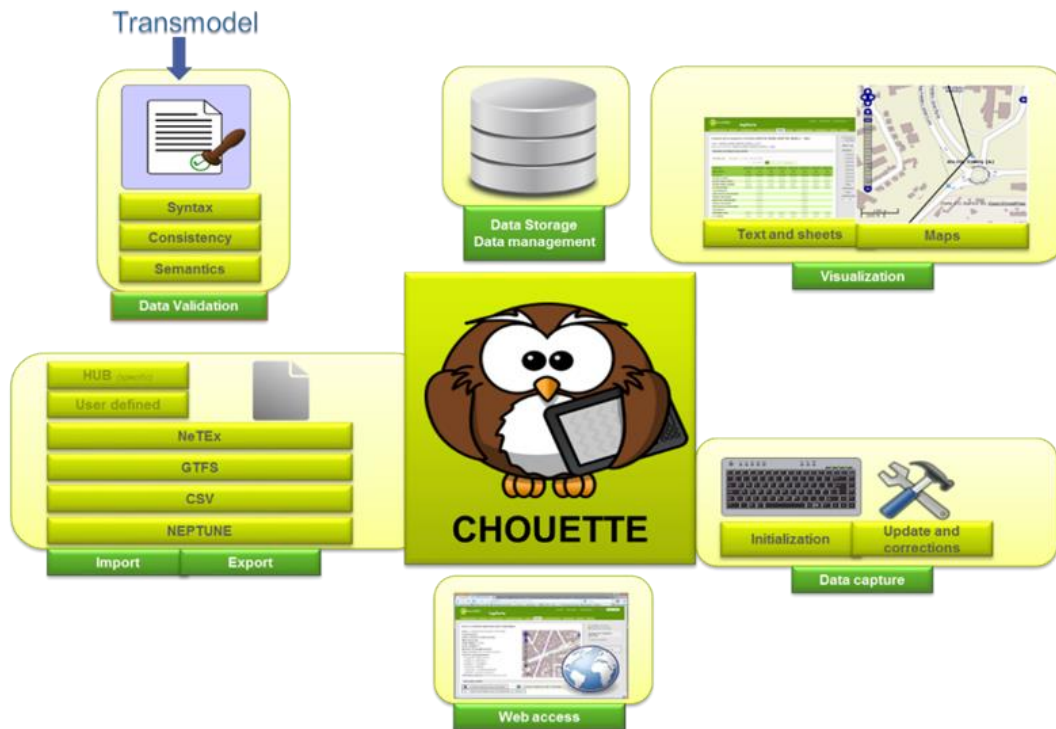 Transmodel
Syntax
Consistency
Semantics
Data Validation
Data Storage
Data management
Text and sheets
Maps
Visualization
HUB
User defined
NeTEx
GTFS
CSV
NEPTUNE
Import
Export
CHOUETTE
Initialization
Update and
corrections
Data capture
Web access